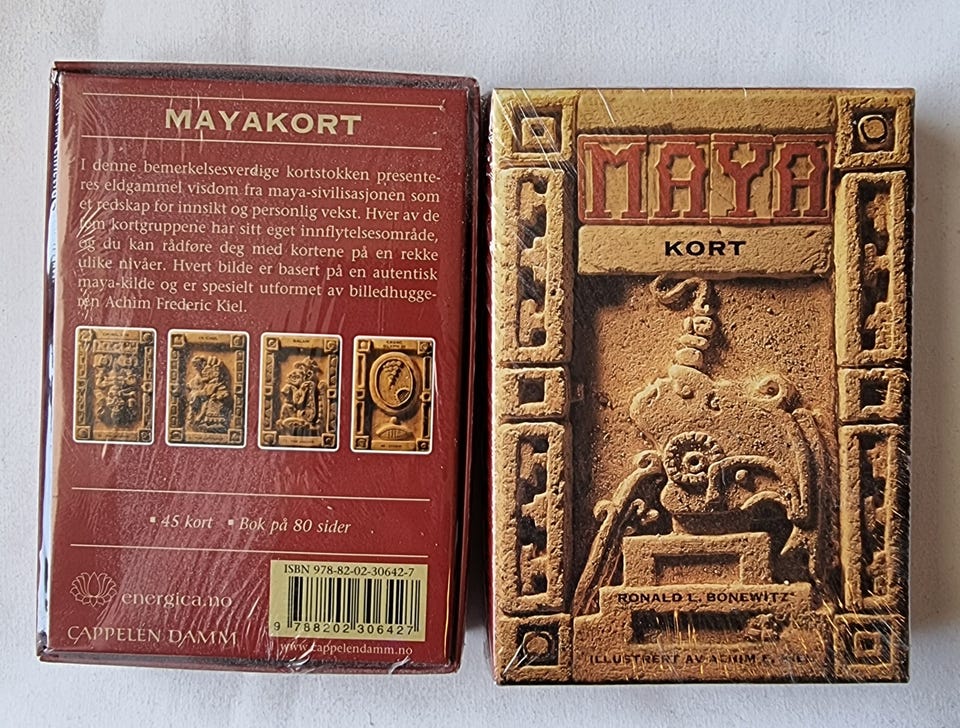 MAYAKORT
I denne bemerkelsesverdige kortstokken presente-
res eldgammel visdom fra maya-sivilisasjonen som
et redskap for innsikt og personlig vekst. Hver av de
fem kortgruppene har sitt eget innflytelsesområde,
og du kan rådføre deg med kortene på en rekke
ulike nivåer. Hvert bilde er basert på en autentisk
maya-kilde og er spesielt utformet av billedhugge-
ren Achim Frederic Kiel.
BALAM
▪ 45 kort ▪ Bok på 80 sider
ISBN 978-82-02-30642-7
9 788202 306427
energica.no
CAPPELEN DAMM
www.cappelendamm.no
MAYA
KORT
RONALD L. BONEWITZ
ILLUSTRERT AV ACHIM F. KIEL